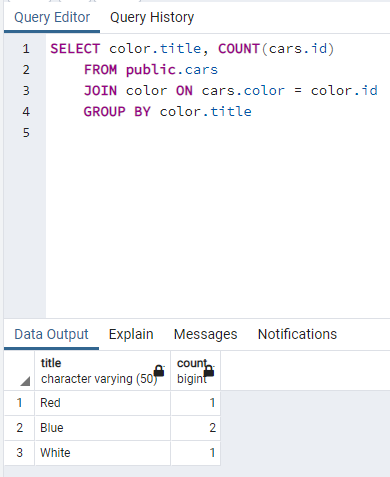 Query Editor Query History
1 SELECT color.title, COUNT(cars.id)
2 FROM public.cars
3 JOIN color ON cars.color = color.id
4 GROUP BY color.title
5
Data Output Explain Messages Notifications
title count
character varying (50) bigint
1 Red 1
2 Blue 2
3 White 1